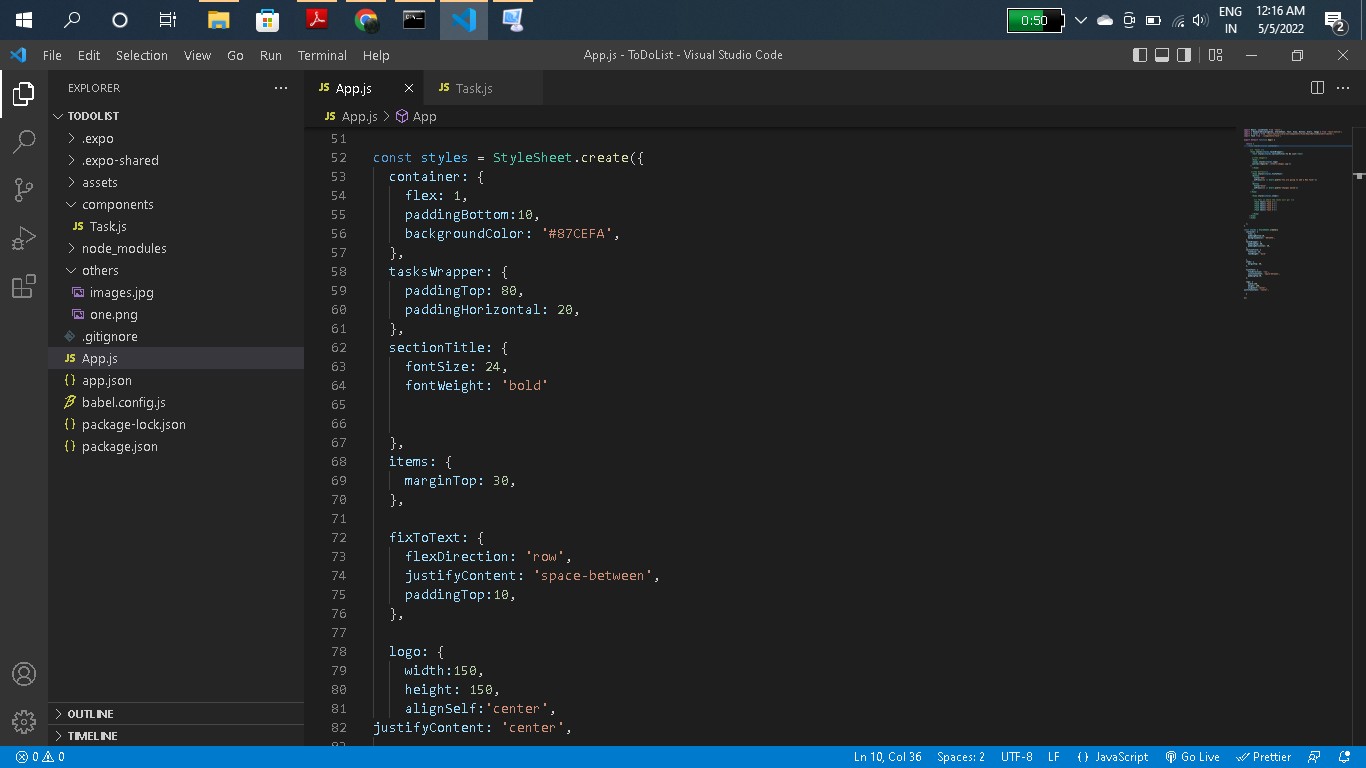 0:50
ENG
IN
12:16 AM
5/5/2022
2
File Edit Selection View Go Run Terminal Help
App.js - ToDoList - Visual Studio Code
EXPLORER
TODOLIST
.expo
.expo-shared
assets
components
JS Task.js
node_modules
others
images.jpg
one.png
.gitignore
JS App.js
{} app.json
babel.config.js
{} package-lock.json
{} package.json
OUTLINE
TIMELINE
JS App.js
JS Task.js
JS App.js > App
51
52 const styles = StyleSheet.create({
53 container: {
54 flex: 1,
55 paddingBottom:10,
56 backgroundColor: '#87CEFA',
57 },
58 tasksWrapper: {
59 paddingTop: 80,
60 paddingHorizontal: 20,
61 },
62 sectionTitle: {
63 fontSize: 24,
64 fontWeight: 'bold'
65
66
67 },
68 items: {
69 marginTop: 30,
70 },
71
72 fixToText: {
73 flexDirection: 'row',
74 justifyContent: 'space-between',
75 paddingTop:10,
76 },
77
78 logo: {
79 width:150,
80 height: 150,
81 alignSelf:'center',
82 justifyContent: 'center',
0 0
Ln 10, Col 36 Spaces: 2 UTF-8 LF {} JavaScript Go Live Prettier